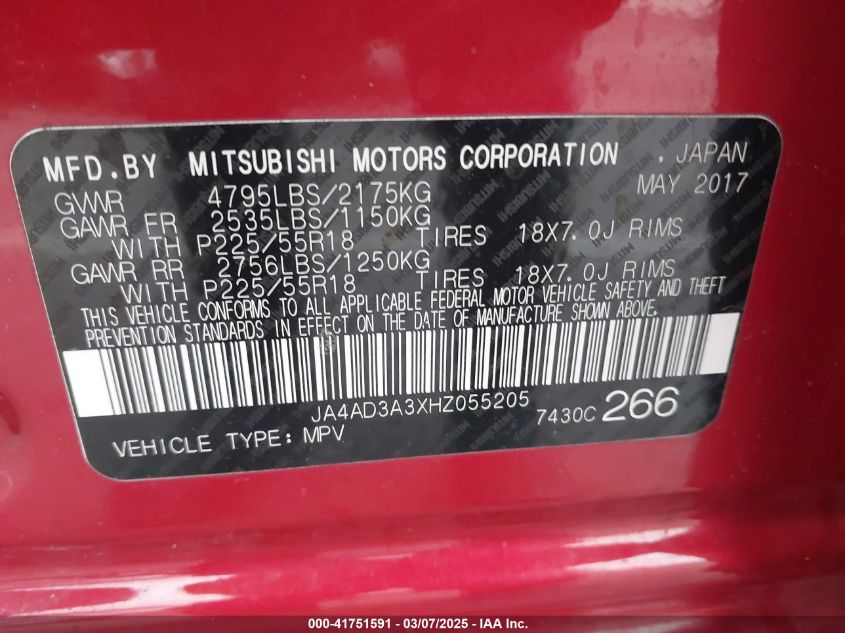 MFD.BY MITSUBISHI MOTORS CORPORATION . JAPAN
MAY 2017
GVWR 4795LBS/2175KG
GAWR FR 2535LBS/1150KG
WITH P225/55R18 TIRES 18X7.0J RIMS
GAWR RR 2756LBS/1250KG
WITH P225/55R18 TIRES 18X7.0J RIMS
THIS VEHICLE CONFORMS TO ALL APPLICABLE FEDERAL MOTOR VEHICLE SAFETY AND THEFT
PREVENTION STANDARDS IN EFFECT ON THE DATE OF MANUFACTURE SHOWN ABOVE.
JA4AD3A3XHZ055205 7430C 266
VEHICLE TYPE: MPV
000-41751591 - 03/07/2025 - IAA Inc.